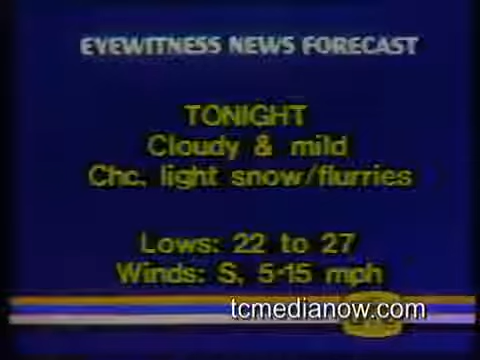 EYEWITNESS NEWS FORECAST
TONIGHT
Cloudy & mild
Chc. light snow/flurries
Lows: 22 to 27
Winds: S, 5-15 mph
tcmedianow.com